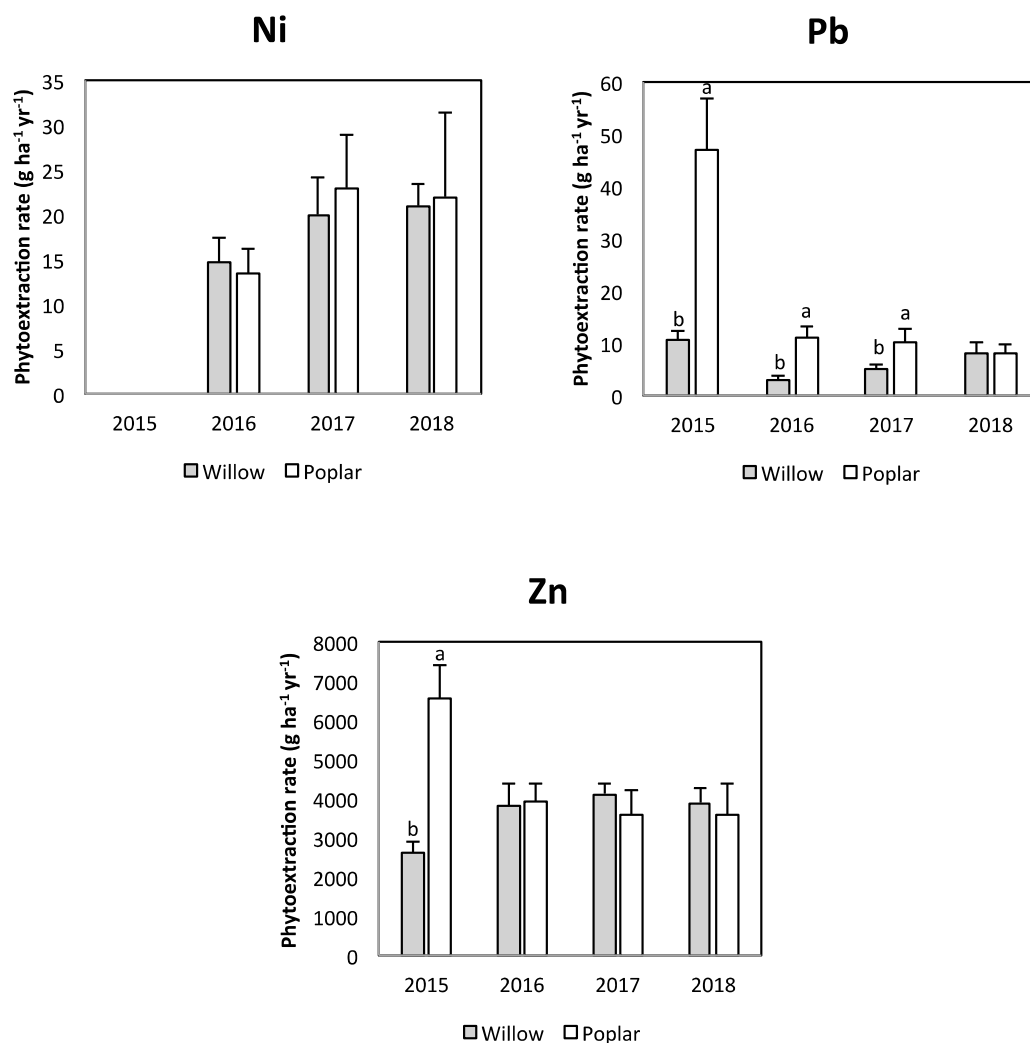 Ni
Phytoextraction rate (g ha⁻¹ yr⁻¹)
35
30
25
20
15
10
5
0
2015 2016 2017 2018
Willow Poplar
Pb
Phytoextraction rate (g ha⁻¹ yr⁻¹)
60
50
40
30
20
10
0
b a b a b a
2015 2016 2017 2018
Willow Poplar
Zn
Phytoextraction rate (g ha⁻¹ yr⁻¹)
8000
7000
6000
5000
4000
3000
2000
1000
0
b a
2015 2016 2017 2018
Willow Poplar